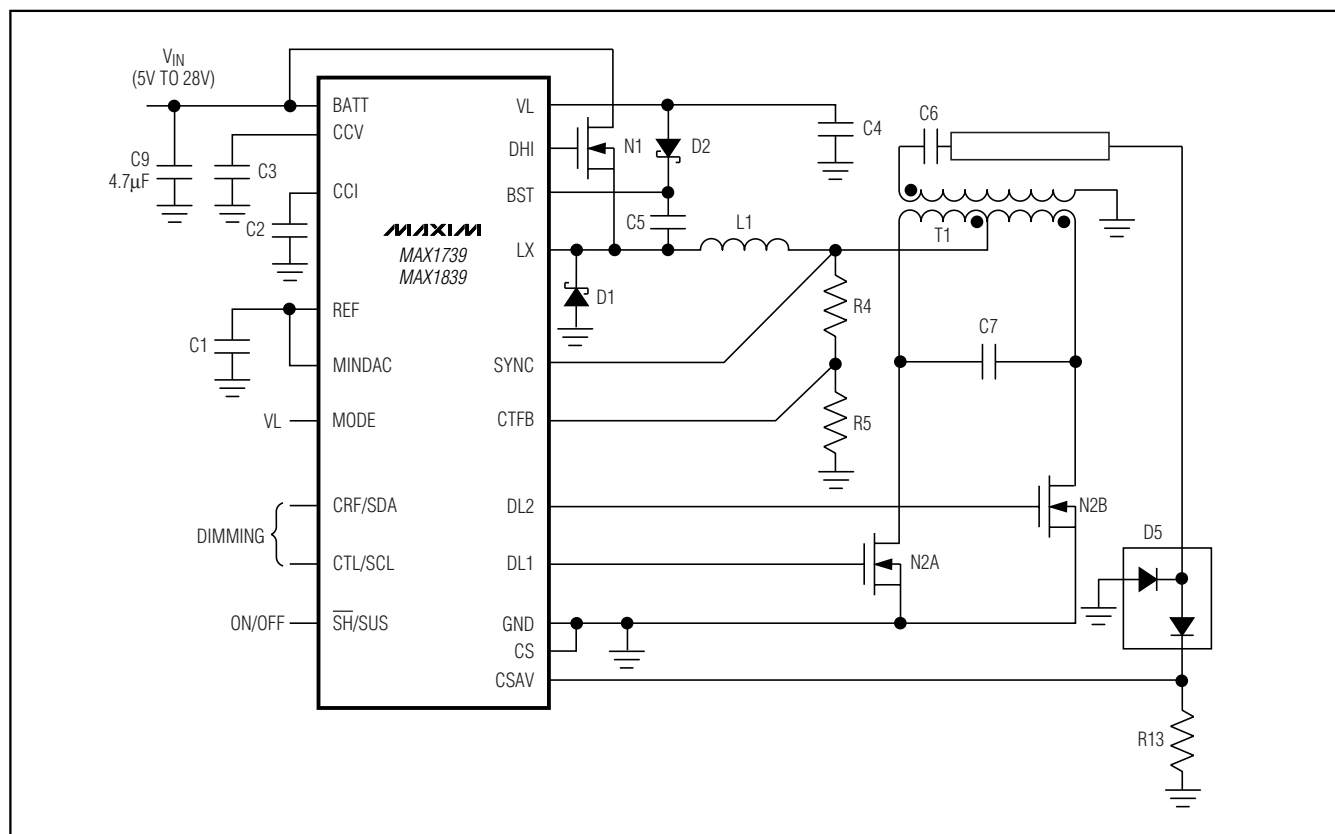 VIN
(5V TO 28V)
C9
4.7μF
C3
C2
C1
VL
DIMMING
ON/OFF
BATT
CCV
CCI
REF
MINDAC
MODE
CRF/SDA
CTL/SCL
SH/SUS
MAXIM
MAX1739
MAX1839
VL
DHI
BST
LX
SYNC
CTFB
DL2
DL1
GND
CS
CSAV
N1
D2
C4
C5
L1
D1
R4
R5
C6
T1
C7
N2B
N2A
D5
R13